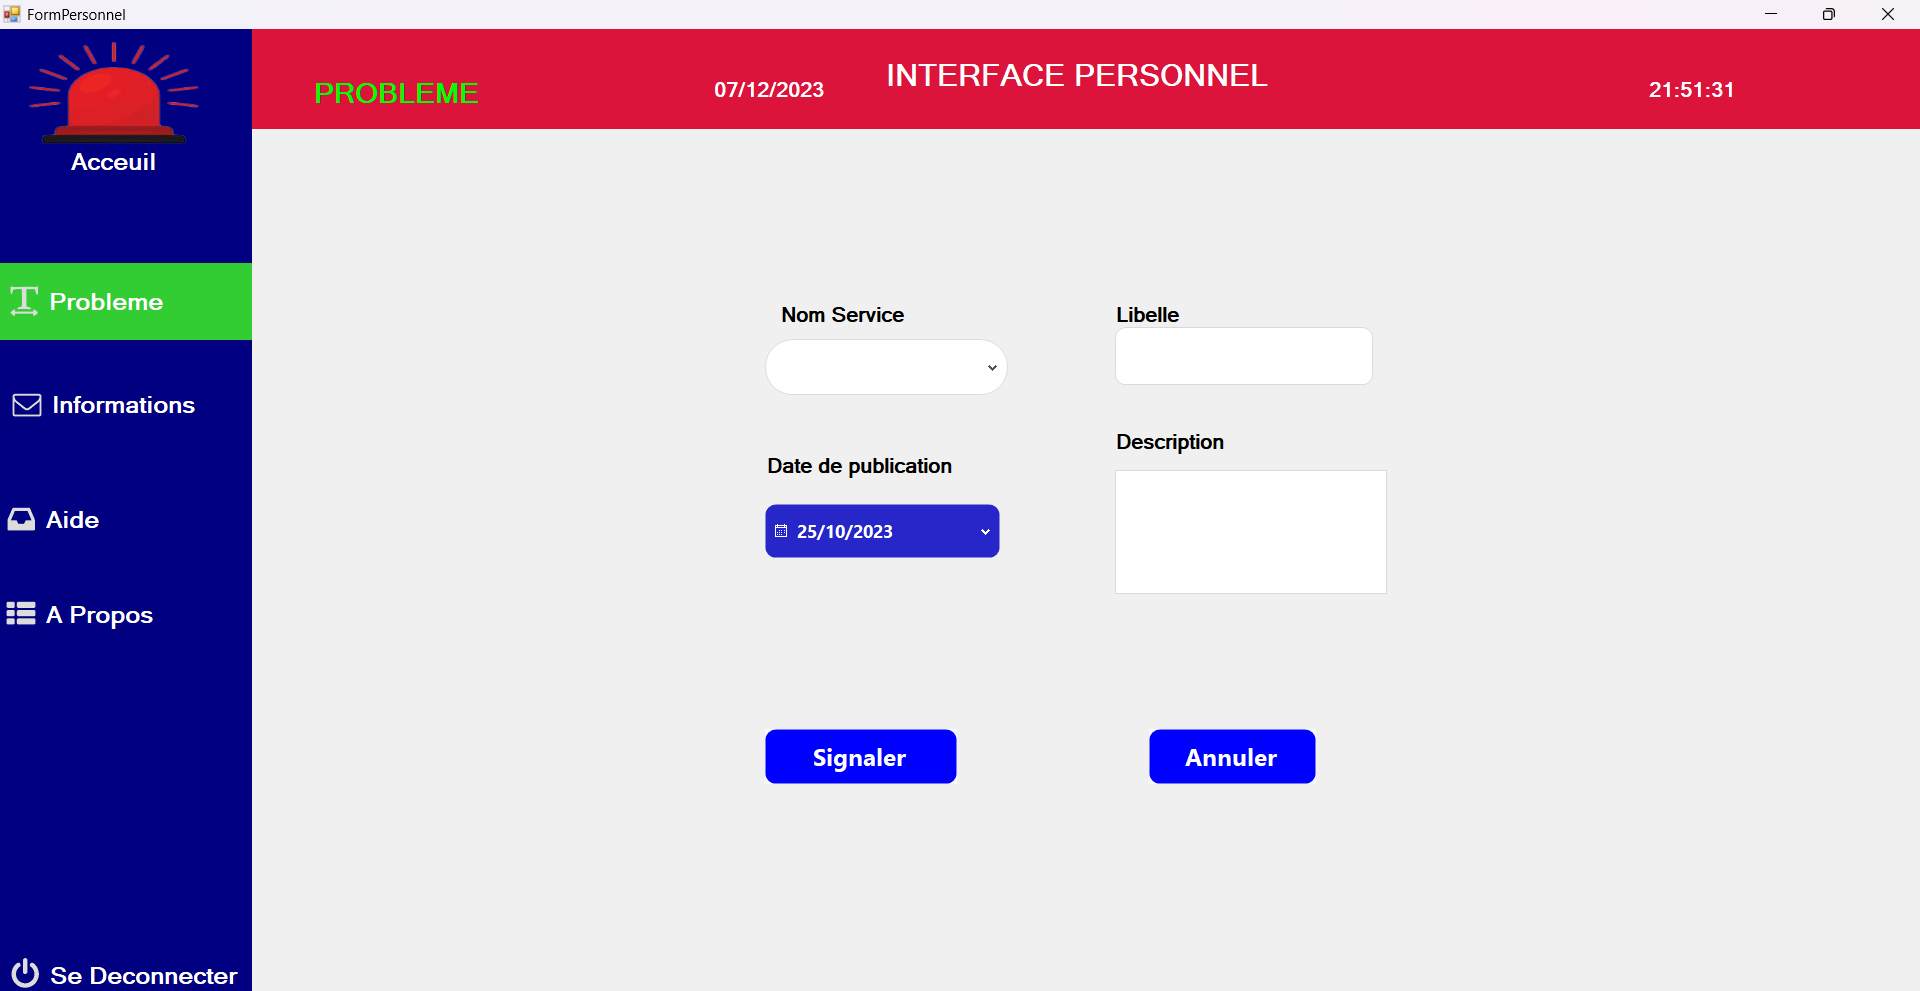 FormPersonnel
PROBLEME
07/12/2023
INTERFACE PERSONNEL
21:51:31
Acceuil
Probleme
Informations
Aide
A Propos
Se Deconnecter
Nom Service
Libelle
Date de publication
25/10/2023
Description
Signaler
Annuler